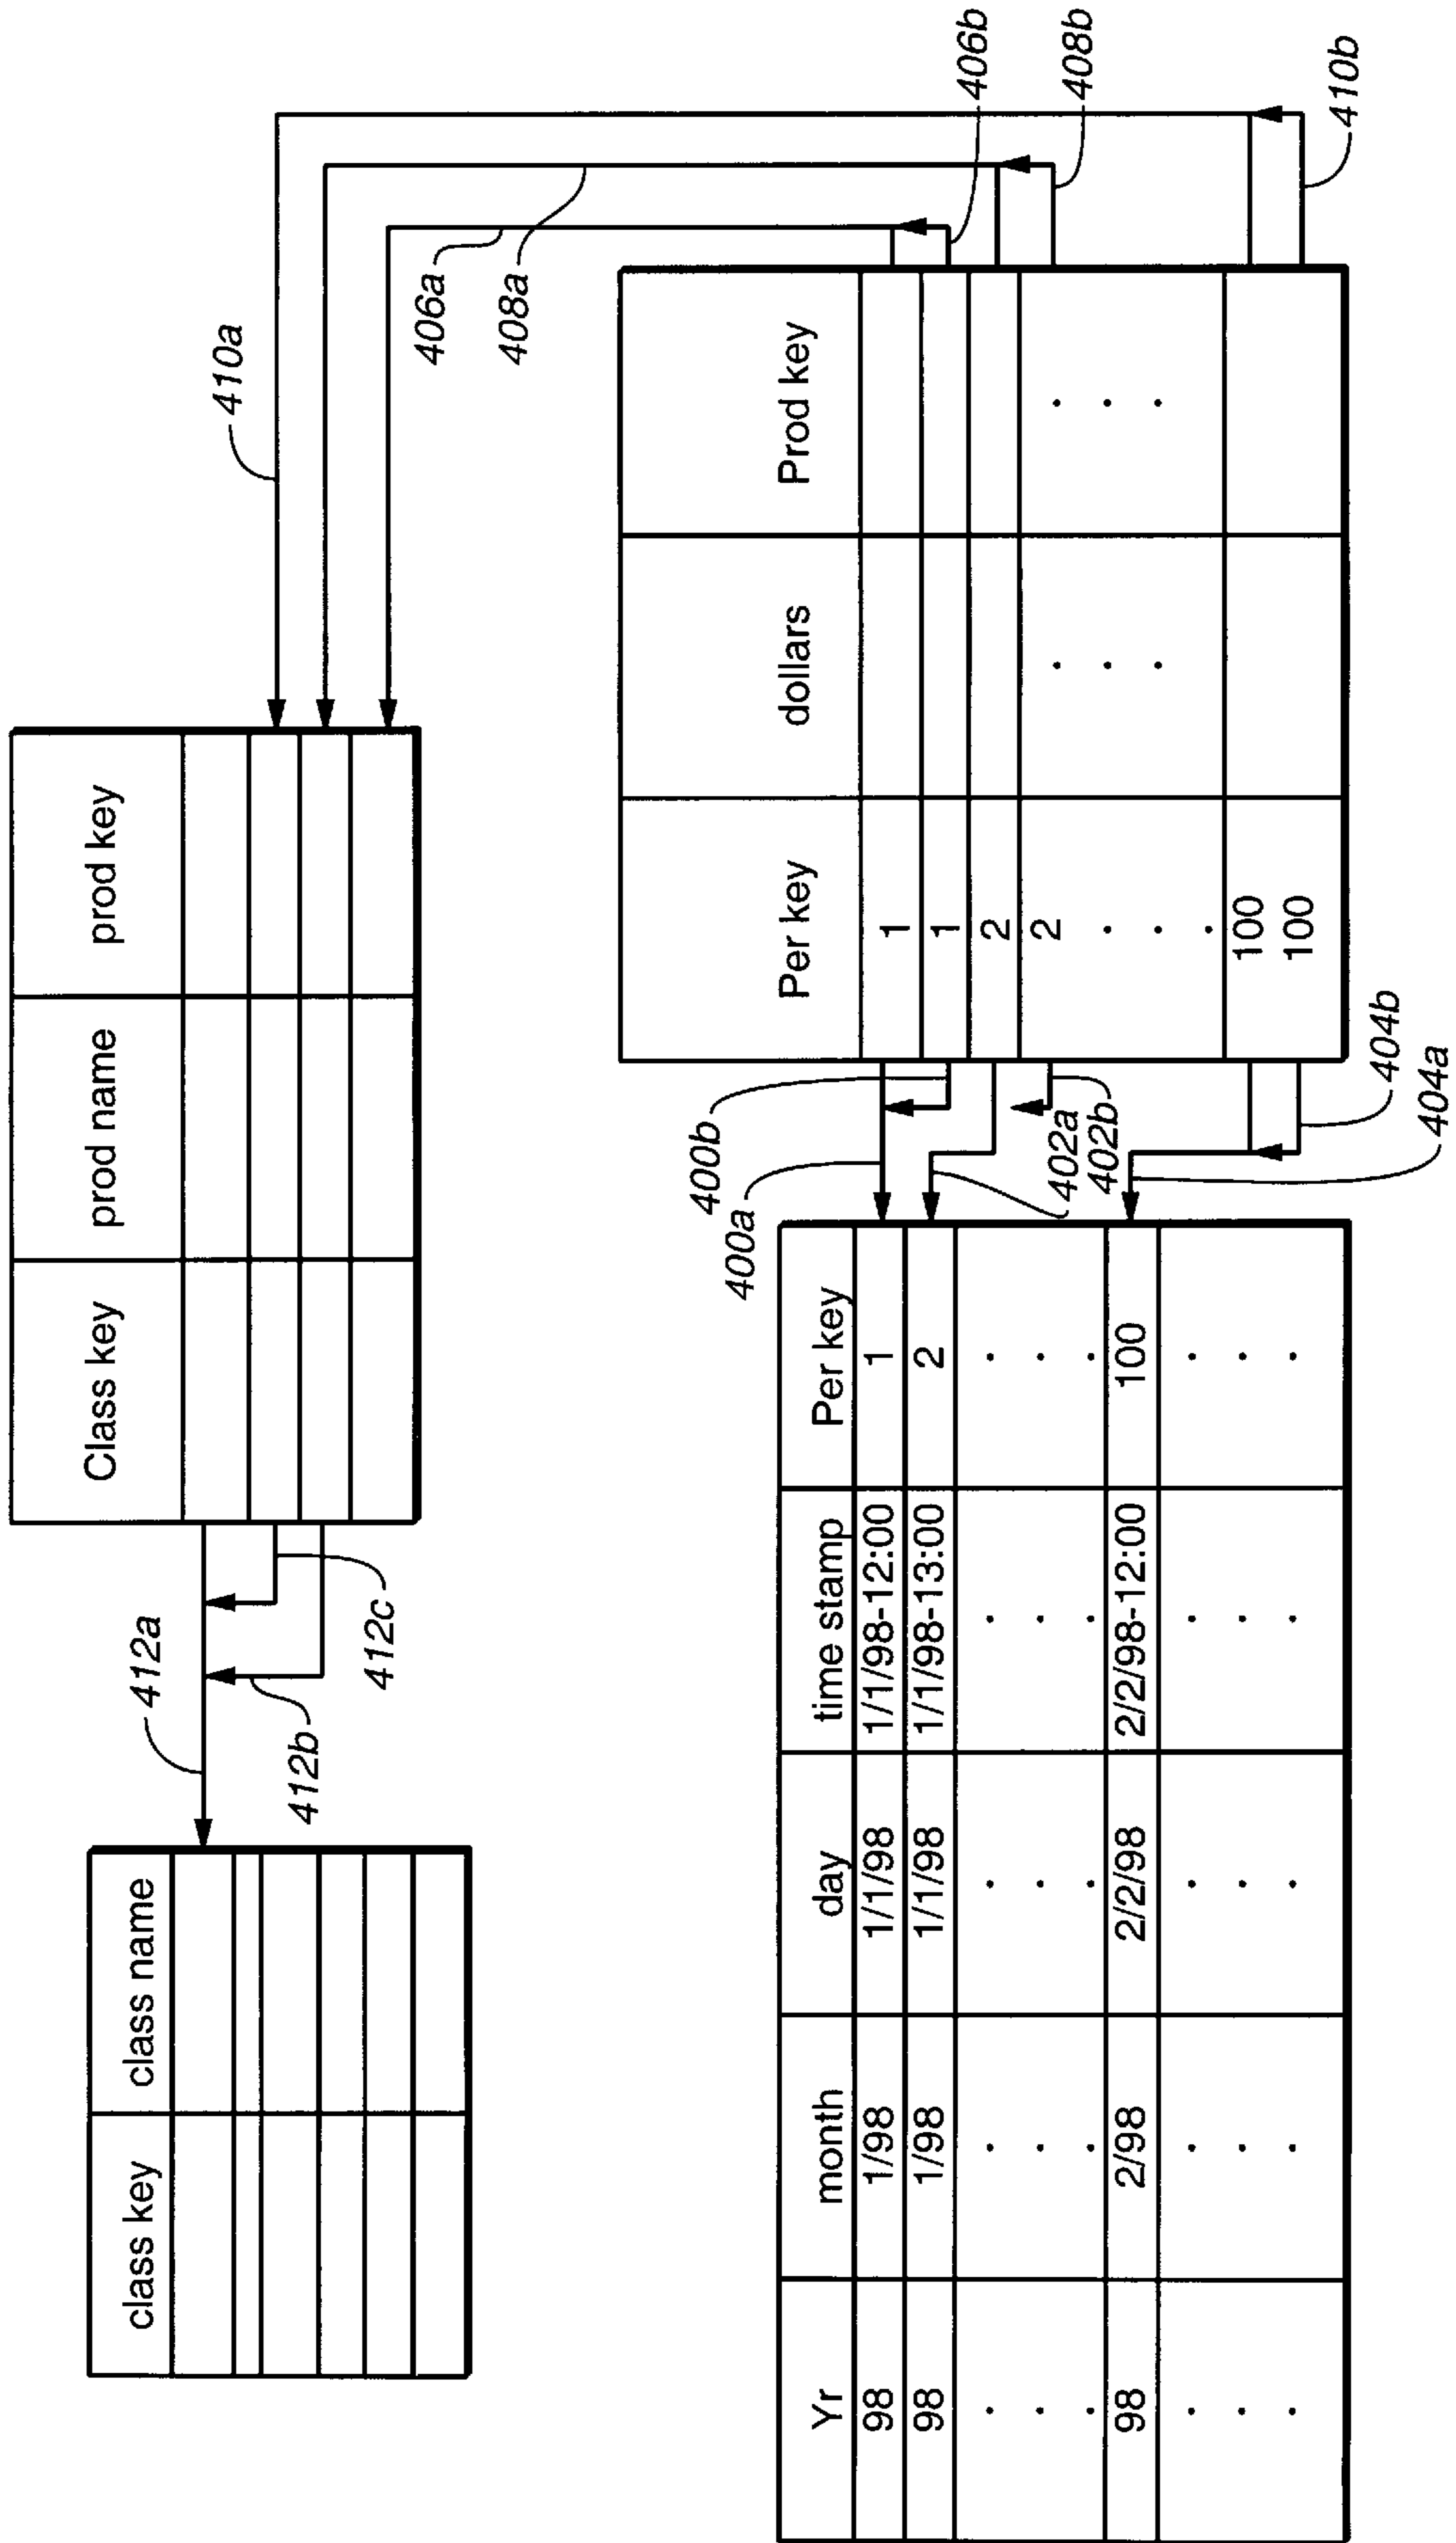 Class key prod name prod key
class key class name
412a
410a
412b
412c
406a
408a
400a
400b
Per key dollars Prod key
1
1
2
2
. . .
. . .
. . .
100
100
Yr month day time stamp Per key
98 1/98 1/1/98 1/1/98-12:00 1
98 1/98 1/1/98 1/1/98-13:00 2
. . . . .
. . . . .
. . . . .
98 2/98 2/2/98 2/2/98-12:00 100
. . . . .
. . . . .
. . . . .
406b
402a
402b
408b
410b
404b
404a